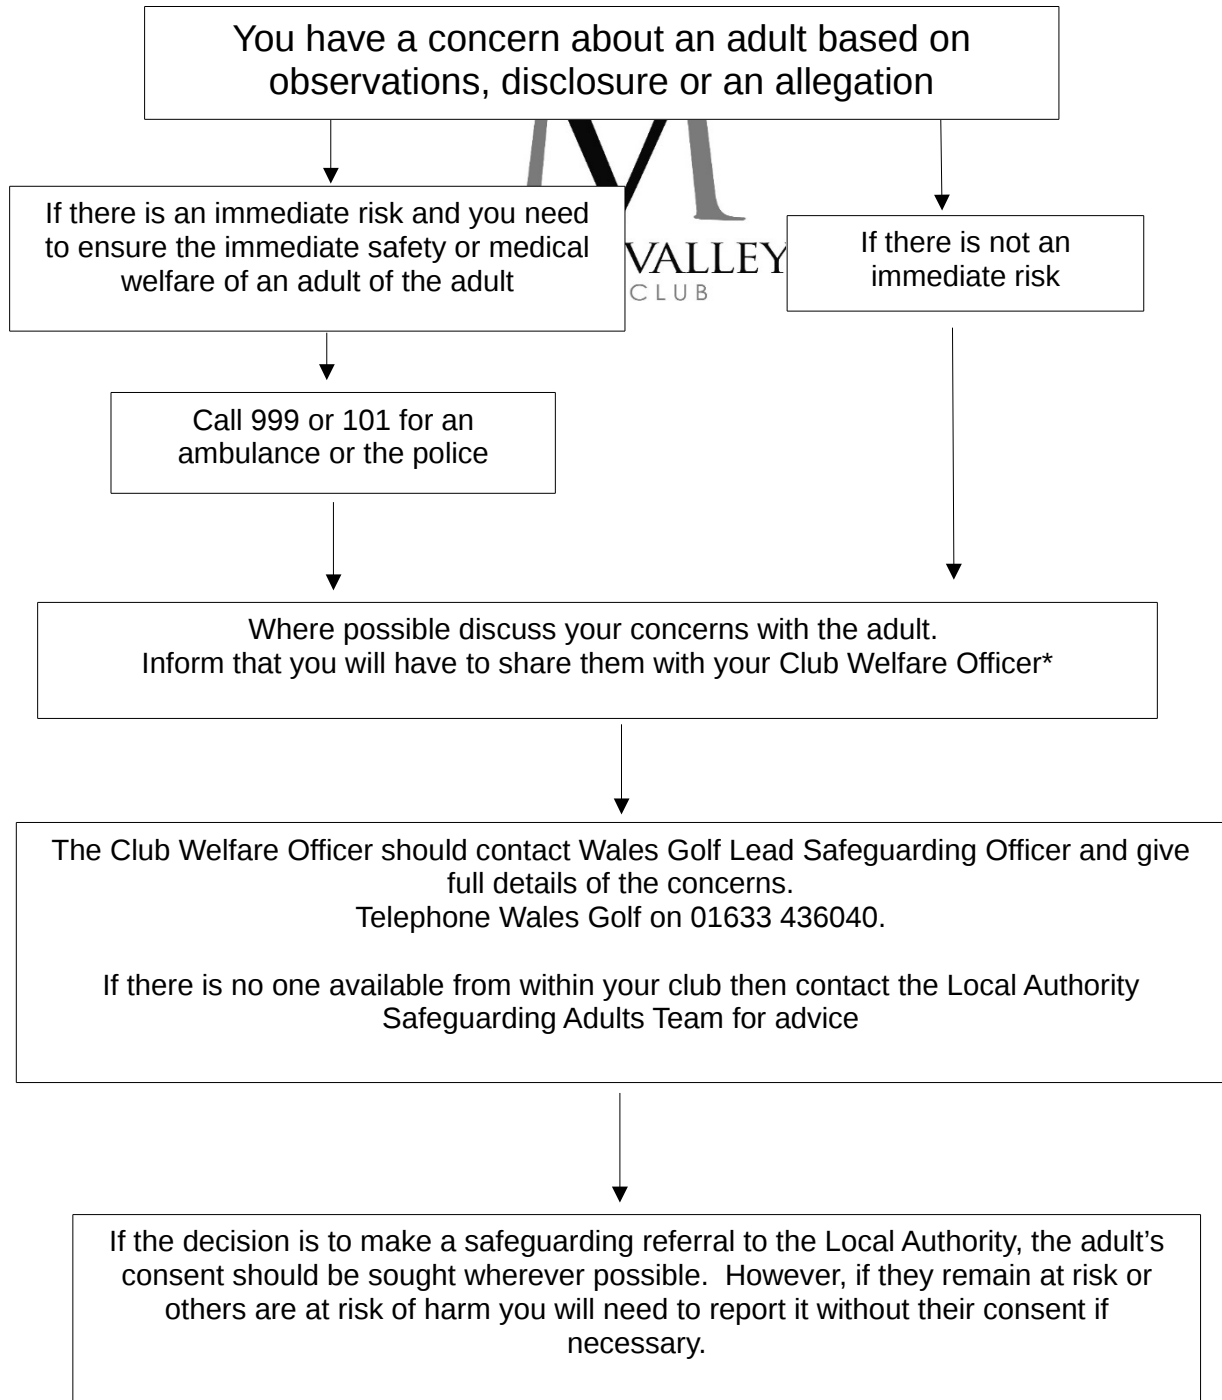 You have a concern about an adult based on
observations, disclosure or an allegation
If there is an immediate risk and you need
to ensure the immediate safety or medical
welfare of an adult of the adult
VALLEY
CLUB
If there is not an
immediate risk
Call 999 or 101 for an
ambulance or the police
Where possible discuss your concerns with the adult.
Inform that you will have to share them with your Club Welfare Officer*
The Club Welfare Officer should contact Wales Golf Lead Safeguarding Officer and give
full details of the concerns.
Telephone Wales Golf on 01633 436040.
If there is no one available from within your club then contact the Local Authority
Safeguarding Adults Team for advice
If the decision is to make a safeguarding referral to the Local Authority, the adult’s
consent should be sought wherever possible.  However, if they remain at risk or
others are at risk of harm you will need to report it without their consent if
necessary.